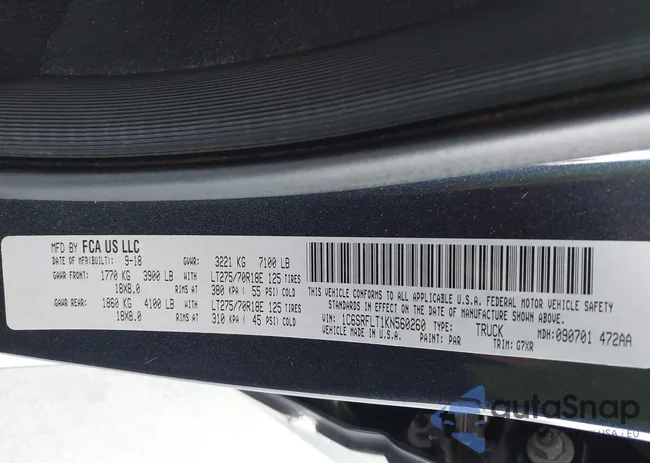 MFD BY FCA US LLC
DATE OF MFR(BUILT): 9-18 GVWR: 3221 KG 7100 LB
GAWR FRONT: 1770 KG 3900 LB WITH LT275/70R18E 125 TIRES
18X8.0 RIMS AT 380 KPA ( 55 PSI) COLD
GAWR REAR: 1860 KG 4100 LB WITH LT275/70R18E 125 TIRES
18X8.0 RIMS AT 310 KPA ( 45 PSI) COLD
THIS VEHICLE CONFORMS TO ALL APPLICABLE U.S.A. FEDERAL MOTOR VEHICLE SAFETY
STANDARDS IN EFFECT ON THE DATE OF MANUFACTURE SHOWN ABOVE.
VIN: 1C6SRFLT1KN560260 TYPE: TRUCK MDH:090701 472AA
MADE IN U.S.A. PAINT: PAR TRIM: G7XR
autoSnap
USA | EU